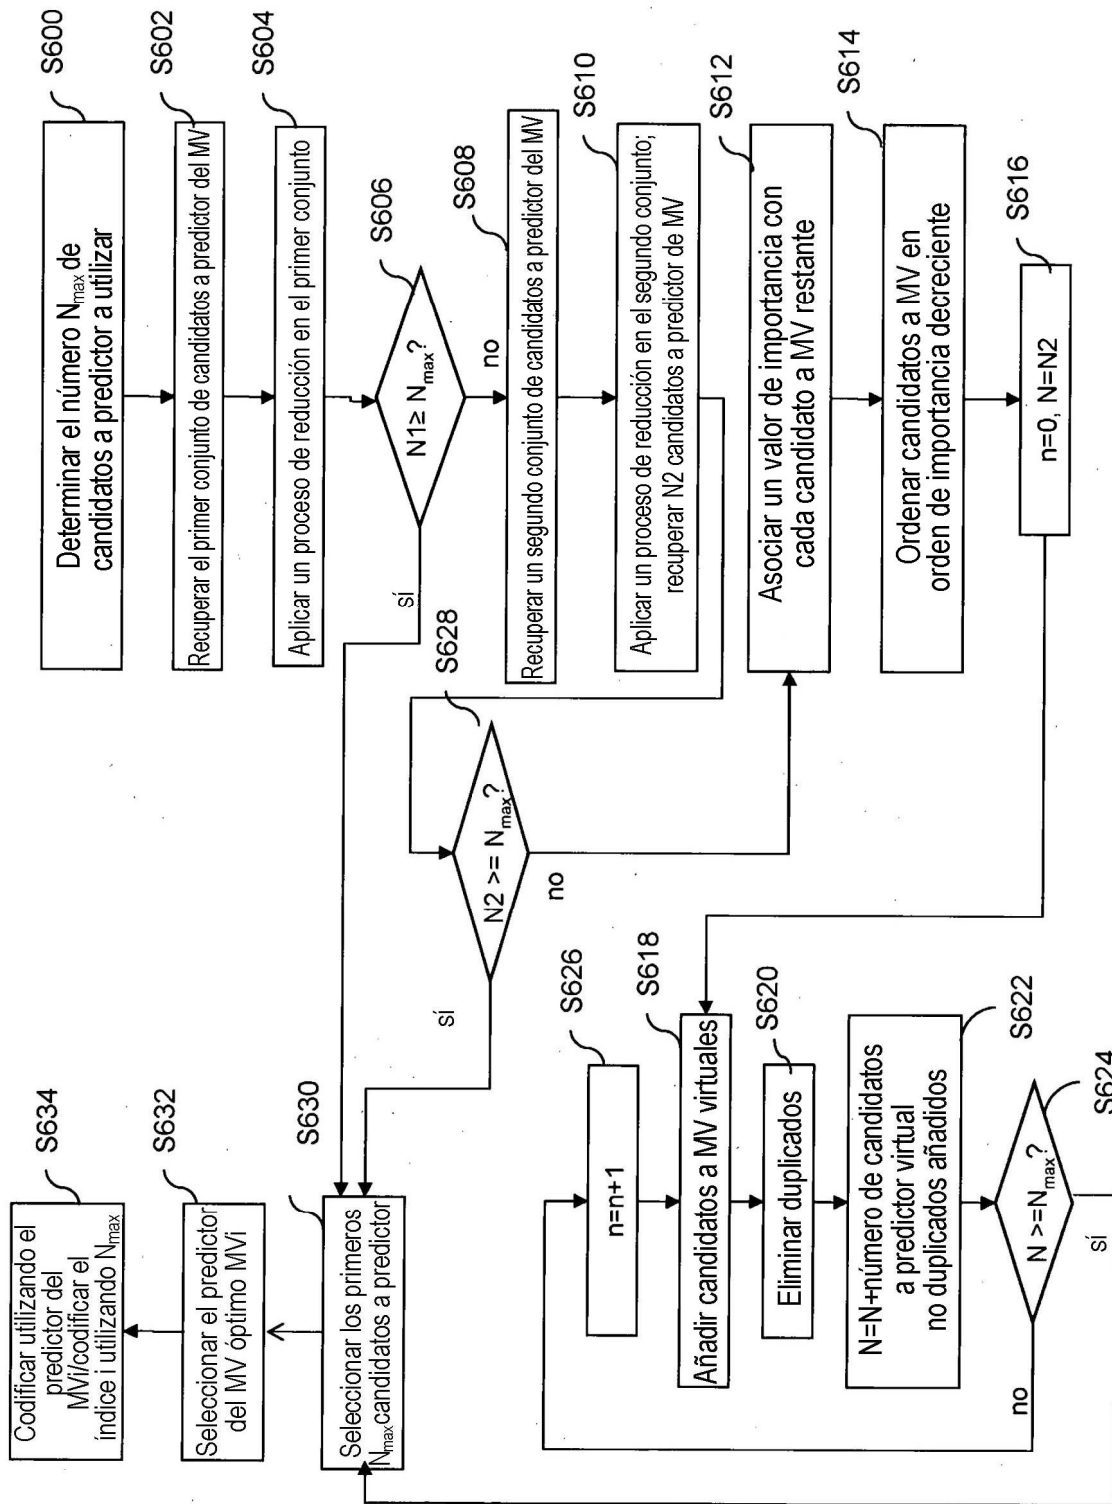 S600
Determinar el número Nmax de
candidatos a predictor a utilizar
S602
Recuperar el primer conjunto de candidatos a predictor del MV
S604
Aplicar un proceso de reducción en el primer conjunto
S606
N1≥ Nmax?
sí
no
S608
Recuperar un segundo conjunto de candidatos a predictor del MV
S610
Aplicar un proceso de reducción en el segundo conjunto;
recuperar N2 candidatos a predictor de MV
S612
Asociar un valor de importancia con
cada candidato a MV restante
S614
Ordenar candidatos a MV en
orden de importancia decreciente
S616
n=0, N=N2
S628
N2 >= Nmax?
sí
no
S626
n=n+1
S618
Añadir candidatos a MV virtuales
S620
Eliminar duplicados
S622
N=N+número de candidatos
a predictor virtual
no duplicados añadidos
S624
N >=Nmax?
no
sí
S630
Seleccionar los primeros
Nmax candidatos a predictor
S632
Seleccionar el predictor
del MV óptimo MVi
S634
Codificar utilizando el
predictor del
MVi/codificar el
índice i utilizando Nmax